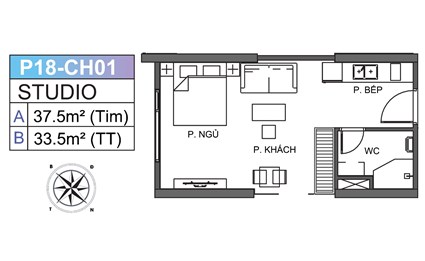 P18-CH01
STUDIO
A 37.5m² (Tim)
B 33.5m² (TT)
P. BẾP
P. NGỦ
P. KHÁCH
WC
B
Đ
T
N